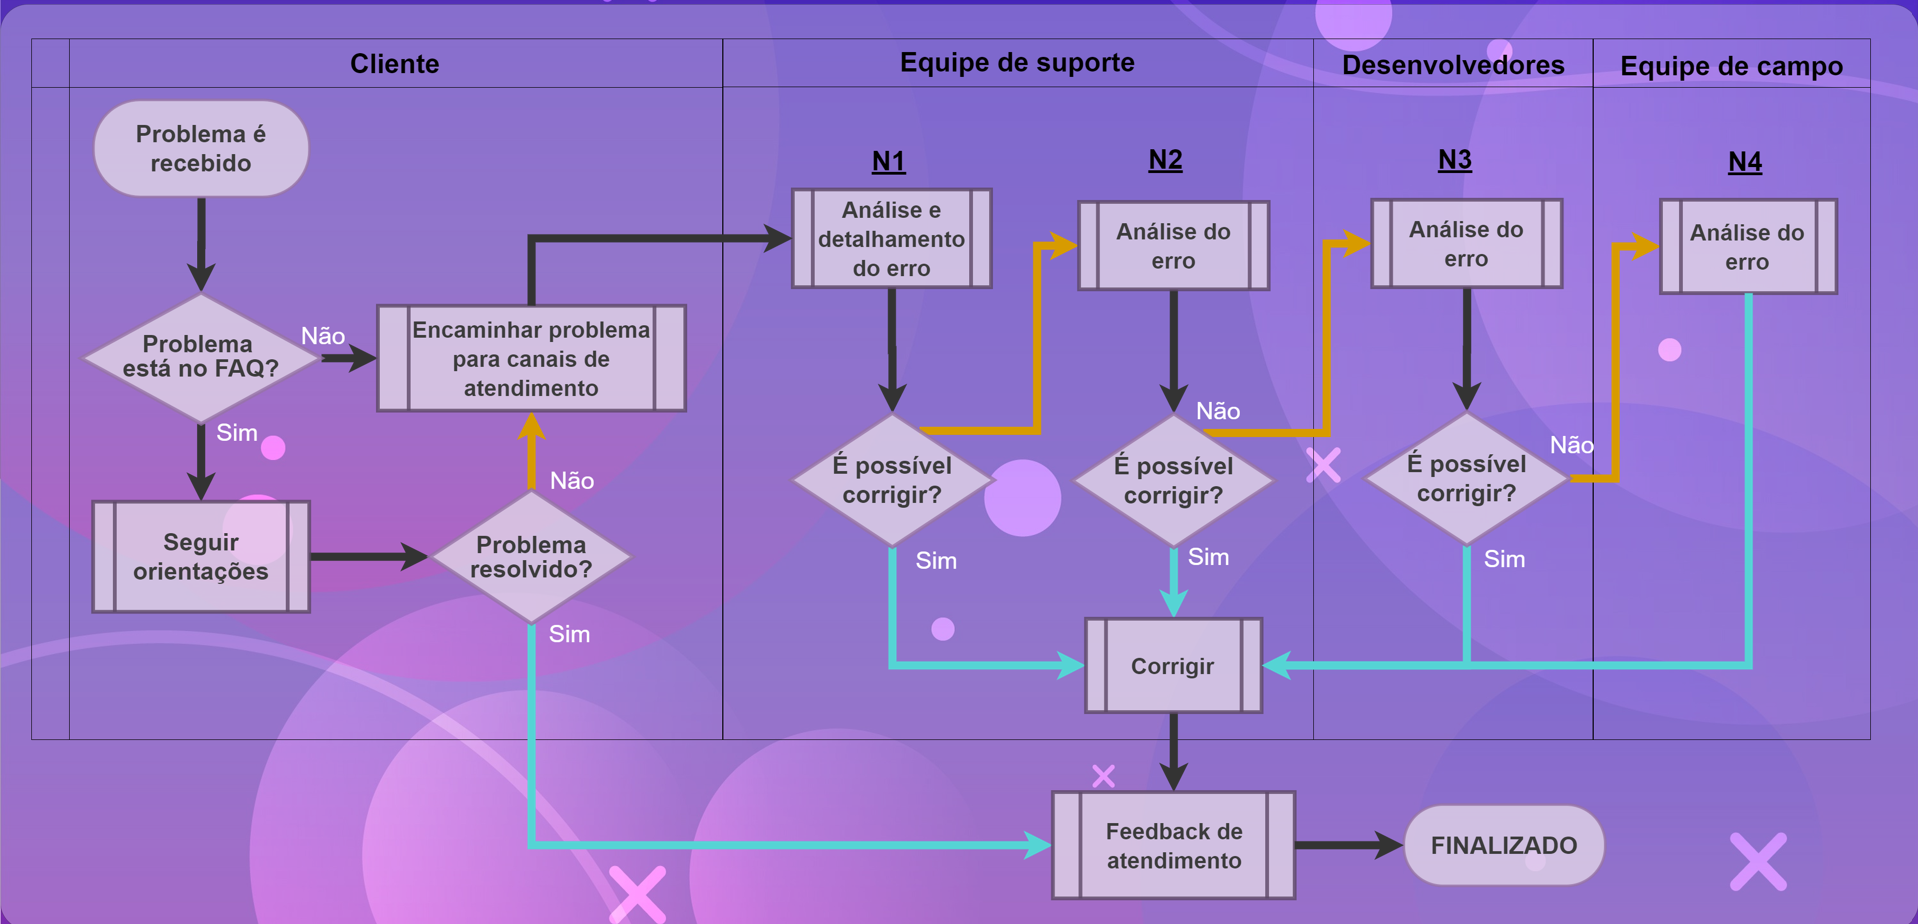 Cliente
Equipe de suporte
Desenvolvedores
Equipe de campo
Problema é
recebido
Problema
está no FAQ?
Não
Sim
Encaminhar problema
para canais de
atendimento
Seguir
orientações
Não
Problema
resolvido?
Sim
N1
Análise e
detalhamento
do erro
É possível
corrigir?
Sim
N2
Análise do
erro
Não
É possível
corrigir?
Sim
N3
Análise do
erro
Não
É possível
corrigir?
Sim
N4
Análise do
erro
Corrigir
Feedback de
atendimento
FINALIZADO